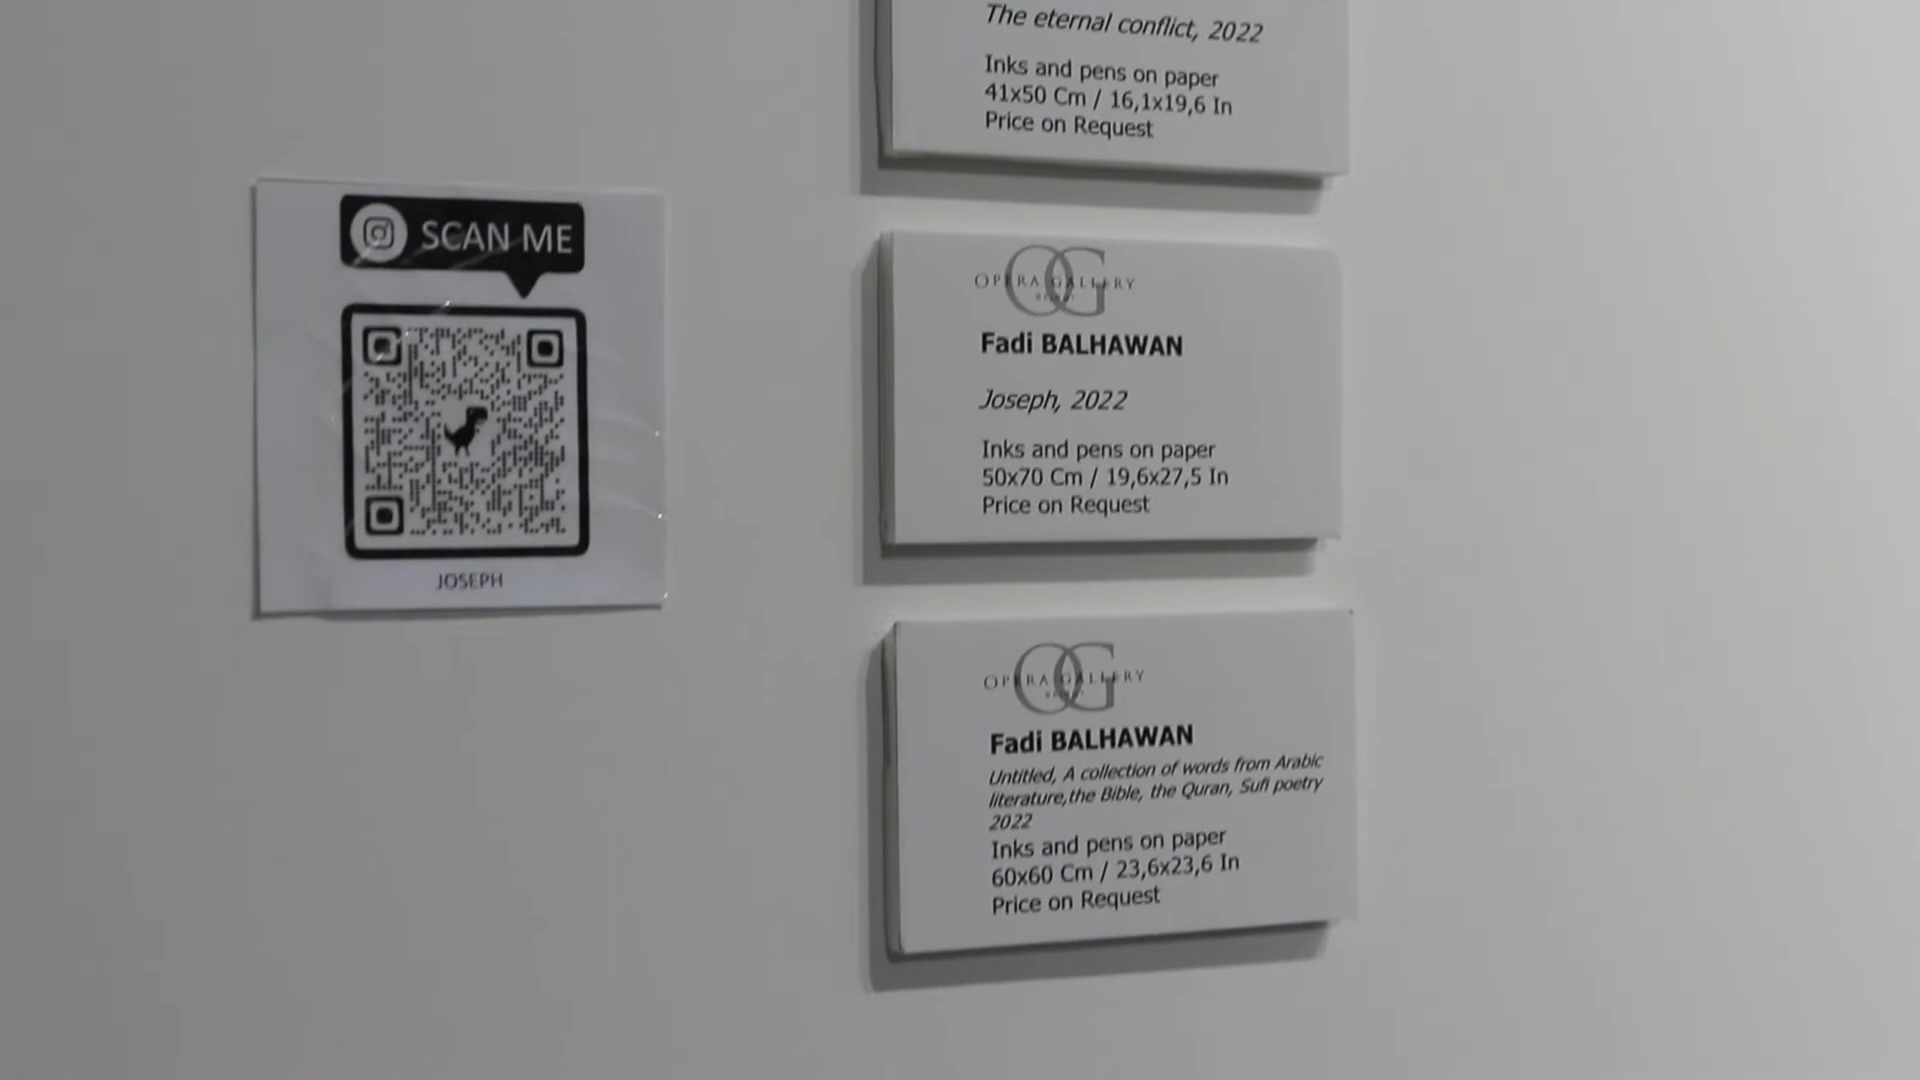 SCAN ME
JOSEPH
The eternal conflict, 2022
Inks and pens on paper
41x50 Cm / 16,1x19,6 In
Price on Request
OPERA GALLERY
Fadi BALHAWAN
Joseph, 2022
Inks and pens on paper
50x70 Cm / 19,6x27,5 In
Price on Request
OPERA GALLERY
Fadi BALHAWAN
Untitled, A collection of words from Arabic
literature,the Bible, the Quran, Sufi poetry
2022
Inks and pens on paper
60x60 Cm / 23,6x23,6 In
Price on Request